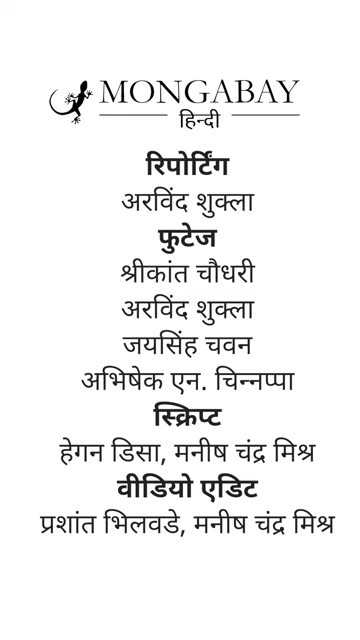 MONGABAY
हिन्दी
रिपोर्टिंग
अरविंद शुक्ला
फुटेज
श्रीकांत चौधरी
अरविंद शुक्ला
जयसिंह चवन
अभिषेक एन. चिन्नप्पा
स्क्रिप्ट
हेगन डिसा, मनीष चंद्र मिश्र
वीडियो एडिट
प्रशांत भिलवडे, मनीष चंद्र मिश्र